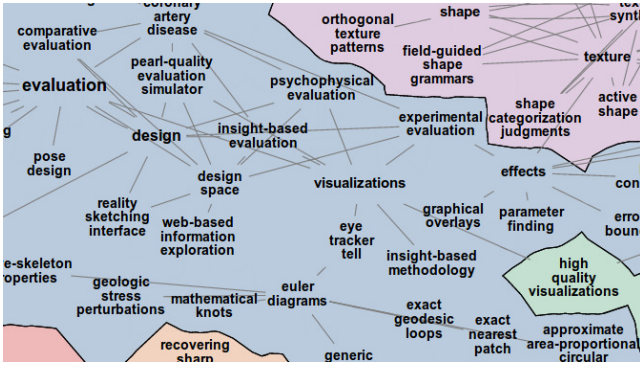 coronary
artery
disease
comparative
evaluation
evaluation
pearl-quality
evaluation
simulator
orthogonal
texture
patterns
shape
field-guided
shape
grammars
texture
psychophysical
evaluation
experimental
evaluation
shape
categorization
judgments
active
shape
design
insight-based
evaluation
pose
design
design
space
visualizations
effects
reality
sketching
interface
web-based
information
exploration
eye
tracker
tell
graphical
overlays
parameter
finding
insight-based
methodology
high
quality
visualizations
geologic
stress
perturbations
mathematical
knots
euler
diagrams
exact
geodesic
loops
exact
nearest
patch
approximate
area-proportional
circular
recovering
sharp
generic